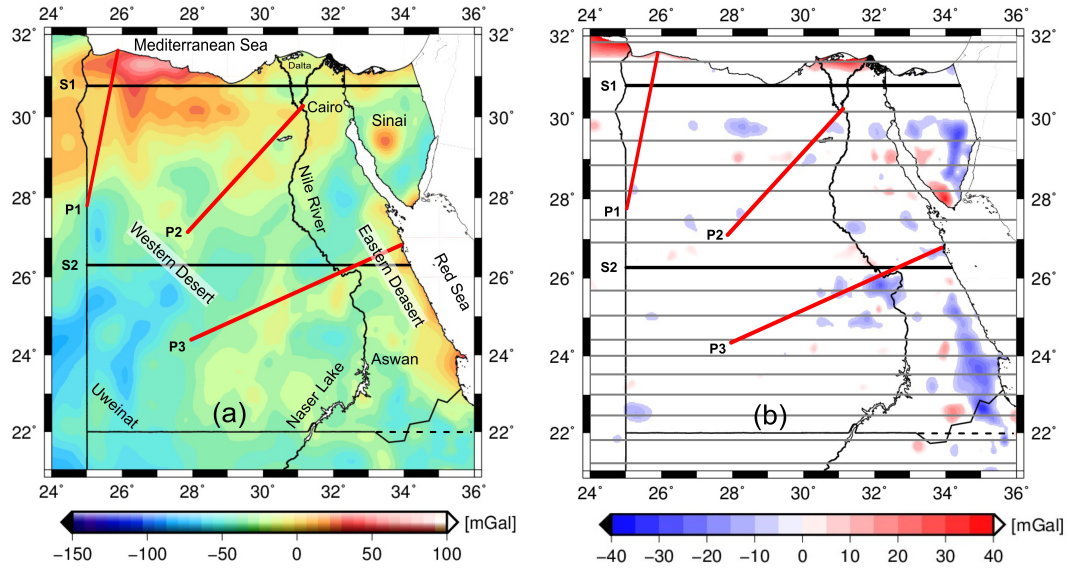 24° 26° 28° 30° 32° 34° 36°
32°
30°
28°
26°
24°
22°
Mediterranean Sea
Dalta
S1
Cairo
Sinai
Nile River
P1
P2
Western Desert
Eastern Deasert
Red Sea
S2
P3
Aswan
Naser Lake
Uweinat
(a)
32°
30°
28°
26°
24°
22°
24° 26° 28° 30° 32° 34° 36°
[mGal]
−150 −100 −50 0 50 100
24° 26° 28° 30° 32° 34° 36°
32°
30°
28°
26°
24°
22°
S1
P1
P2
S2
P3
(b)
32°
30°
28°
26°
24°
22°
24° 26° 28° 30° 32° 34° 36°
[mGal]
−40 −30 −20 −10 0 10 20 30 40